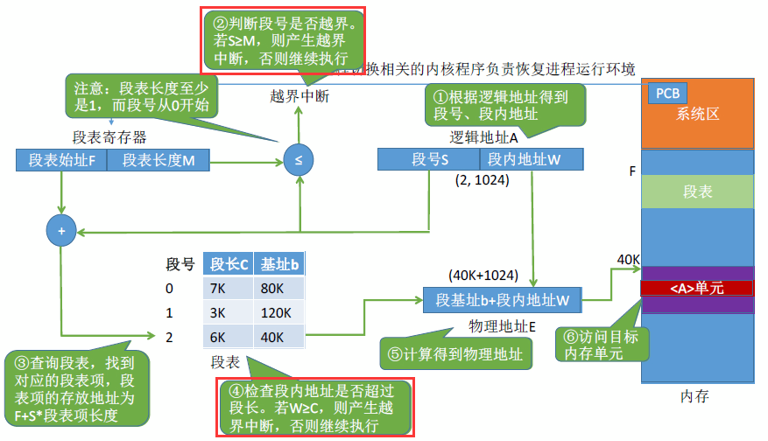 ②判断段号是否越界。
若S≥M，则产生越界
中断，否则继续执行
切换相关的内核程序负责恢复进程运行环境
注意：段表长度至少
是1，而段号从0开始
越界中断
①根据逻辑地址得到
段号、段内地址
PCB
系统区
段表寄存器
逻辑地址A
段表始址F 段表长度M
≤
段号S 段内地址W
(2, 1024)
F
段表
+
段号 段长C 基址b
0 7K 80K
1 3K 120K
2 6K 40K
段表
(40K+1024)
段基址b+段内地址W
物理地址E
40K
<A>单元
③查询段表，找到
对应的段表项，段
表项的存放地址为
F+S*段表项长度
④检查段内地址是否超过
段长。若W≥C，则产生越
界中断，否则继续执行
⑤计算得到物理地址
⑥访问目标
内存单元
内存